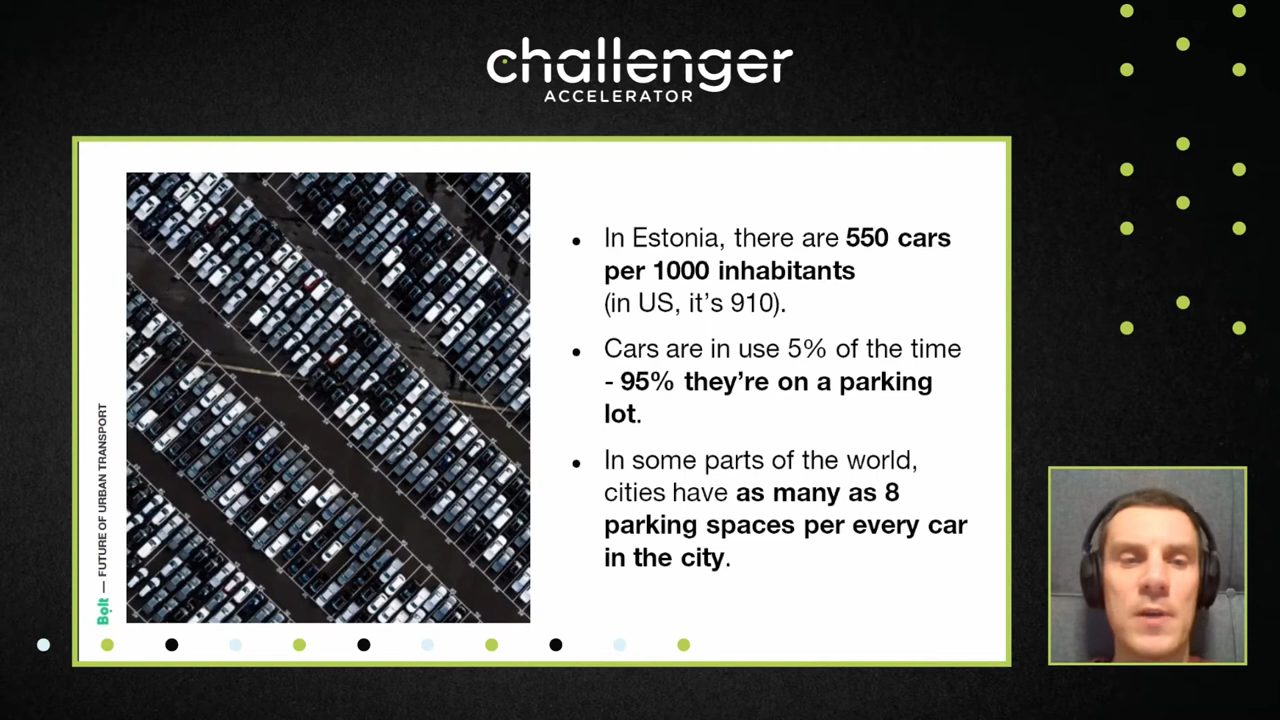 challenger
ACCELERATOR
In Estonia, there are 550 cars
per 1000 inhabitants
(in US, it’s 910).
Cars are in use 5% of the time
- 95% they’re on a parking
lot.
In some parts of the world,
cities have as many as 8
parking spaces per every car
in the city.
Bolt — FUTURE OF URBAN TRANSPORT